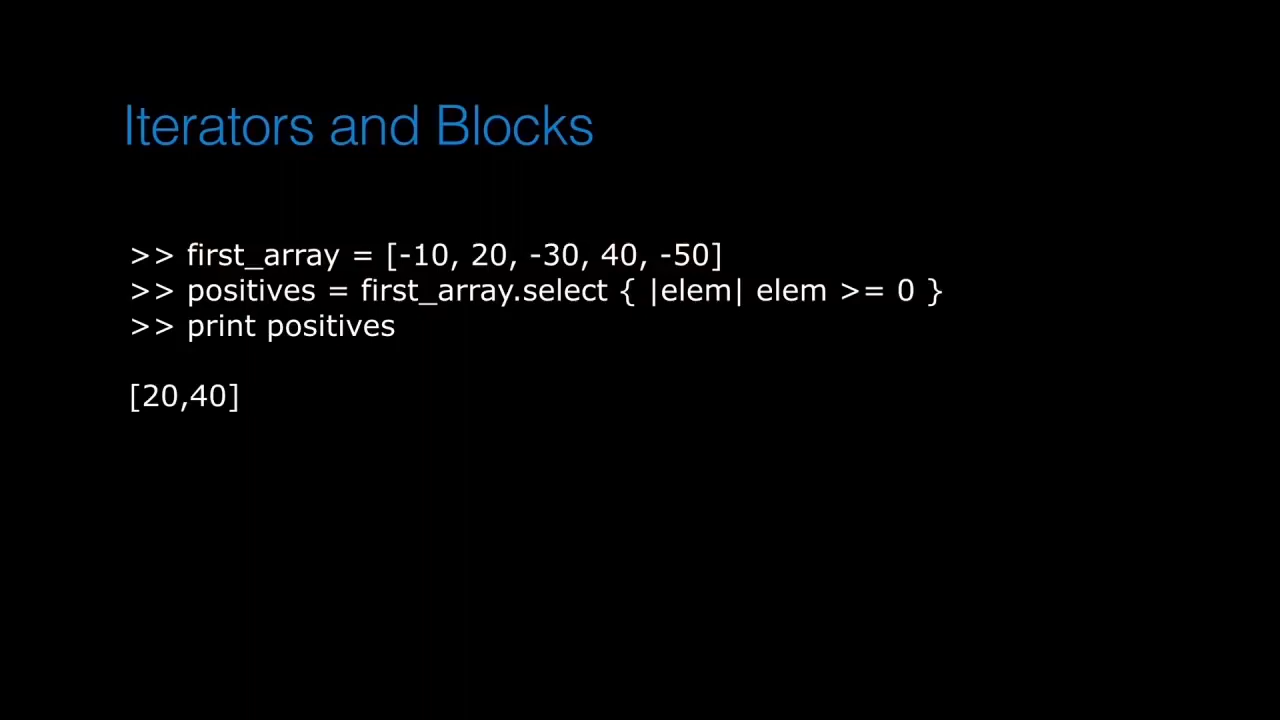 Iterators and Blocks
>> first_array = [-10, 20, -30, 40, -50]
>> positives = first_array.select { |elem| elem >= 0 }
>> print positives
[20,40]